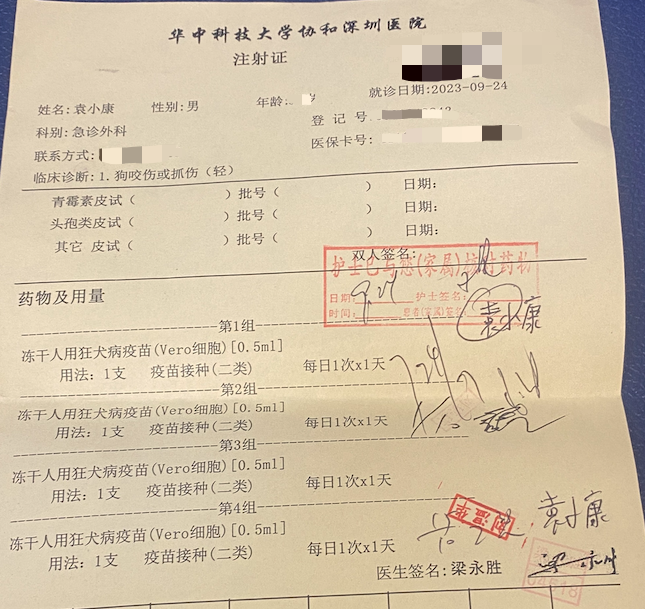 华中科技大学协和深圳医院
注射证
就诊日期:2023-09-24
姓名:袁小康 性别:男 年龄:
登记号
科别:急诊外科
医保卡号:
联系方式:
临床诊断:1.狗咬伤或抓伤(轻)
青霉素皮试( )批号( ) 日期:
头孢类皮试( )批号( ) 日期:
其它 皮试( )批号( ) 日期:
双人签名:
护士已与您(家属)核对药物
日期: 9.24 护士签名:
时间: 患者(家属)签名:
药物及用量
袁小康
第1组
冻干人用狂犬病疫苗(Vero细胞)[0.5ml] 每日1次x1天
用法:1支 疫苗接种(二类)
第2组
冻干人用狂犬病疫苗(Vero细胞)[0.5ml] 每日1次x1天
用法:1支 疫苗接种(二类)
第3组
冻干人用狂犬病疫苗(Vero细胞)[0.5ml] 每日1次x1天
用法:1支 疫苗接种(二类)
第4组
袁小康
冻干人用狂犬病疫苗(Vero细胞)[0.5ml] 每日1次x1天
用法:1支 疫苗接种(二类)
医生签名:梁永胜